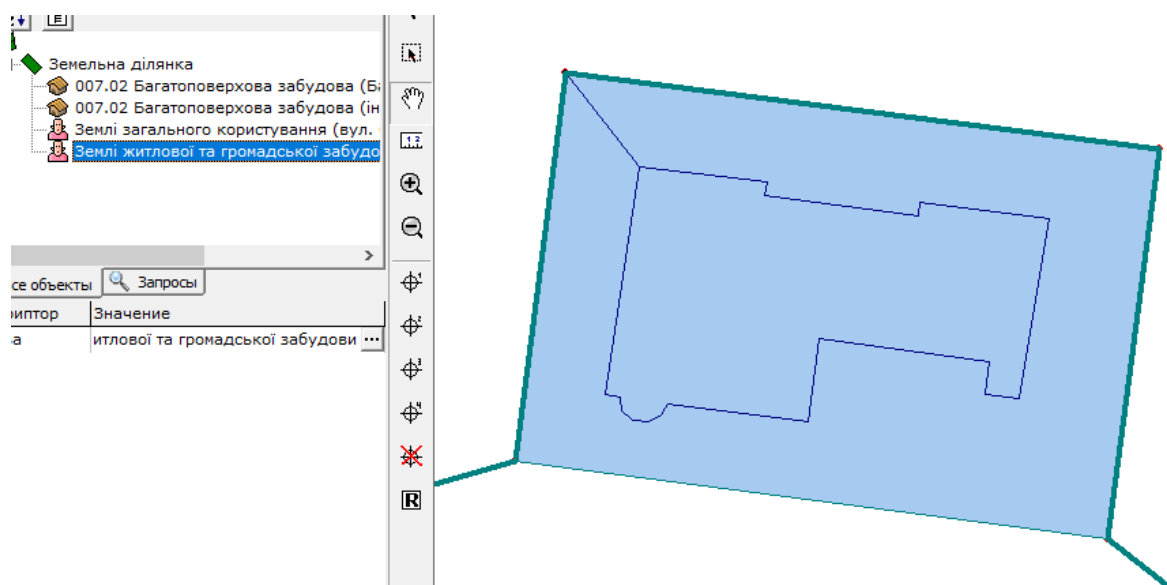 Земельна ділянка
007.02 Багатоповерхова забудова (Ба
007.02 Багатоповерхова забудова (ін
Землі загального користування (вул.
Землі житлової та громадської забудо
се объекты Запросы
риптор Значение
а итлової та громадської забудови ...
R